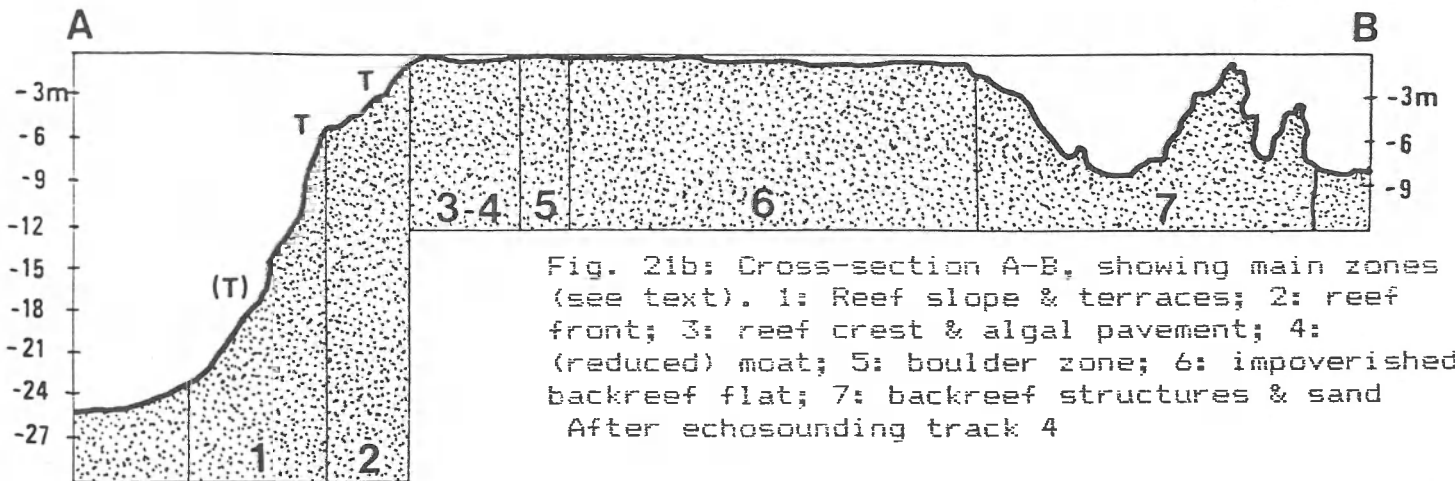 A B
T
-3m -3m
T
-6 -6
-9 -9
3-4 5 6 7
-12
-15
(T)
-18
-21
-24
-27
1 2
Fig. 21b: Cross-section A-B, showing main zones
(see text). 1: Reef slope & terraces; 2: reef
front; 3: reef crest & algal pavement; 4:
(reduced) moat; 5: boulder zone; 6: impoverished
backreef flat; 7: backreef structures & sand
After echosounding track 4